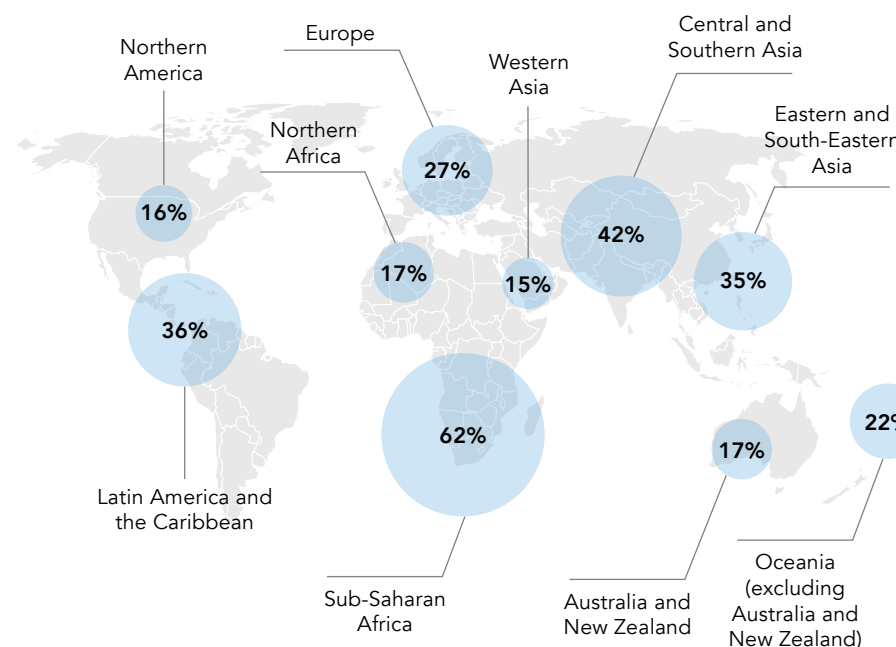 Northern
America
16%
Europe
27%
Western
Asia
15%
Central and
Southern Asia
42%
Northern
Africa
17%
Eastern and
South-Eastern
Asia
35%
36%
Latin America and
the Caribbean
62%
Sub-Saharan
Africa
17%
Australia and
New Zealand
22%
Oceania
(excluding
Australia and
New Zealand)